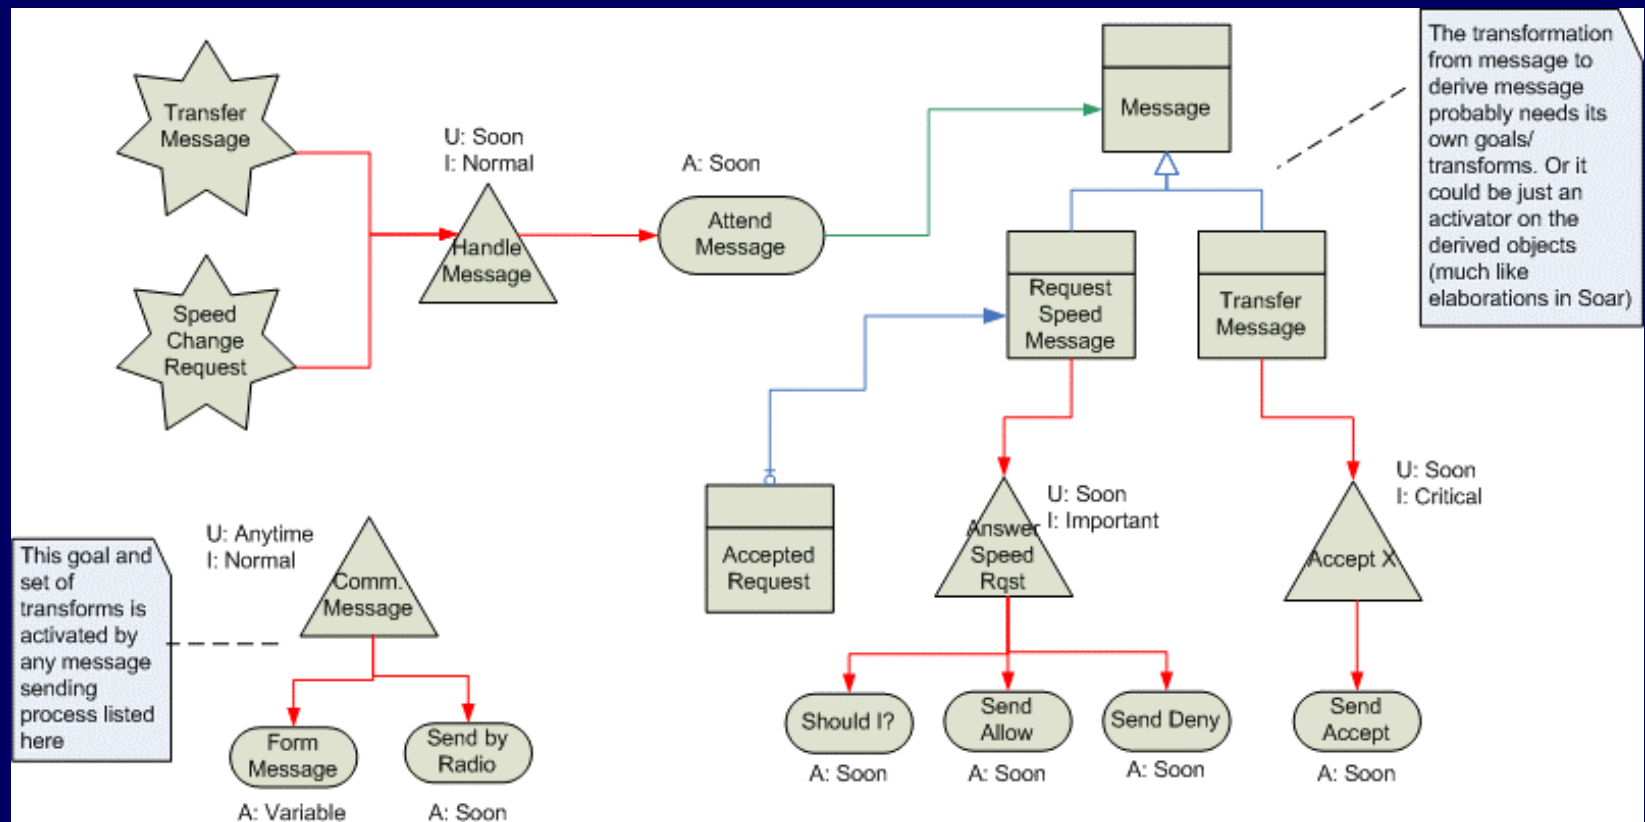 Transfer
Message
U: Soon
I: Normal
Handle
Message
A: Soon
Attend
Message
Message
The transformation
from message to
derive message
probably needs its
own goals/
transforms. Or it
could be just an
activator on the
derived objects
(much like
elaborations in Soar)
Speed
Change
Request
Request
Speed
Message
Transfer
Message
Accepted
Request
U: Soon
I: Important
Answer
Speed
Rqst
U: Soon
I: Critical
Accept X
This goal and
set of
transforms is
activated by
any message
sending
process listed
here
U: Anytime
I: Normal
Comm.
Message
Form
Message
A: Variable
Send by
Radio
A: Soon
Should I?
A: Soon
Send
Allow
A: Soon
Send Deny
A: Soon
Send
Accept
A: Soon